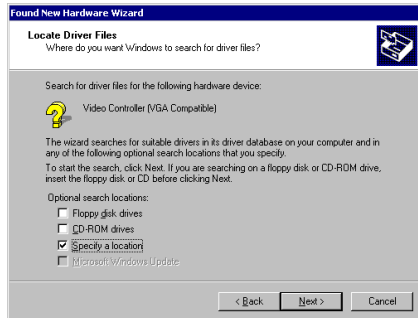 Found New Hardware Wizard
Locate Driver Files
Where do you want Windows to search for driver files?
Search for driver files for the following hardware device:
Video Controller (VGA Compatible)
The wizard searches for suitable drivers in its driver database on your computer and in
any of the following optional search locations that you specify.
To start the search, click Next. If you are searching on a floppy disk or CD-ROM drive,
insert the floppy disk or CD before clicking Next.
Optional search locations:
Floppy disk drives
CD-ROM drives
Specify a location
Microsoft Windows Update
< Back Next > Cancel